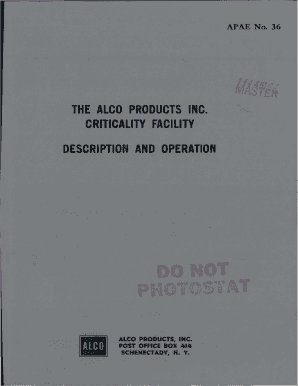 APAE No. 36
MASTER
THE ALCO PRODUCTS INC.
CRITICALITY FACILITY
DESCRIPTION AND OPERATION
DO NOT
PHOTOSTAT
ALCO
ALCO PRODUCTS, INC.
POST OFFICE BOX 414
SCHENECTADY, N. Y.